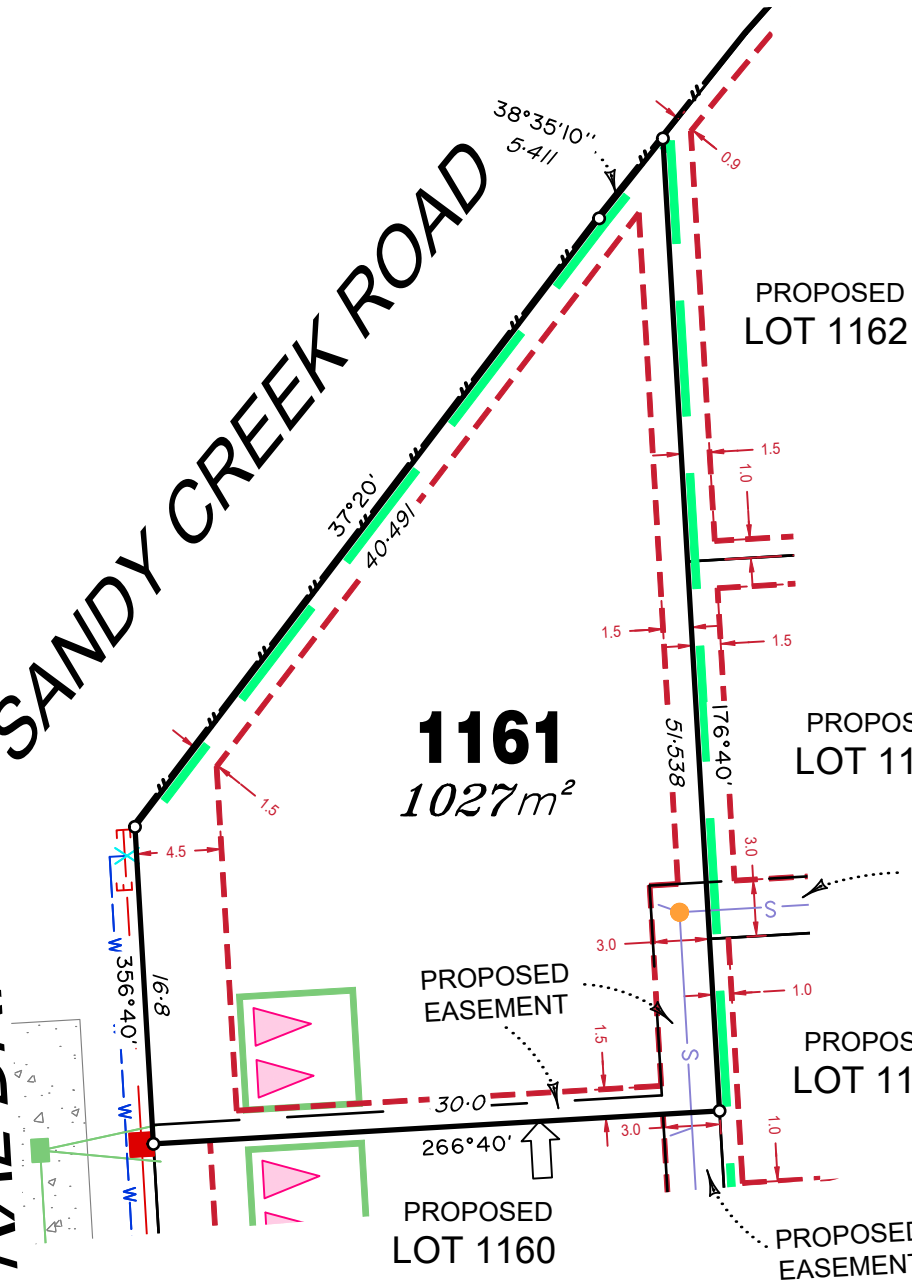 38°35'10"
5·411
0.9
SANDY CREEK ROAD
PROPOSED
LOT 1162
1.5
1.0
37°20'
40·491
1.5
1.5
1161
1027m²
51·538
176°40'
1.5
4.5
E
E
W
356°40'
16·8
3.0
S
3.0
PROPOSED
EASEMENT
1.0
1.5
S
30·0
266°40'
3.0
1.0
W
W
PROPOSED
LOT 1160
PROPOSED
EASEMENT